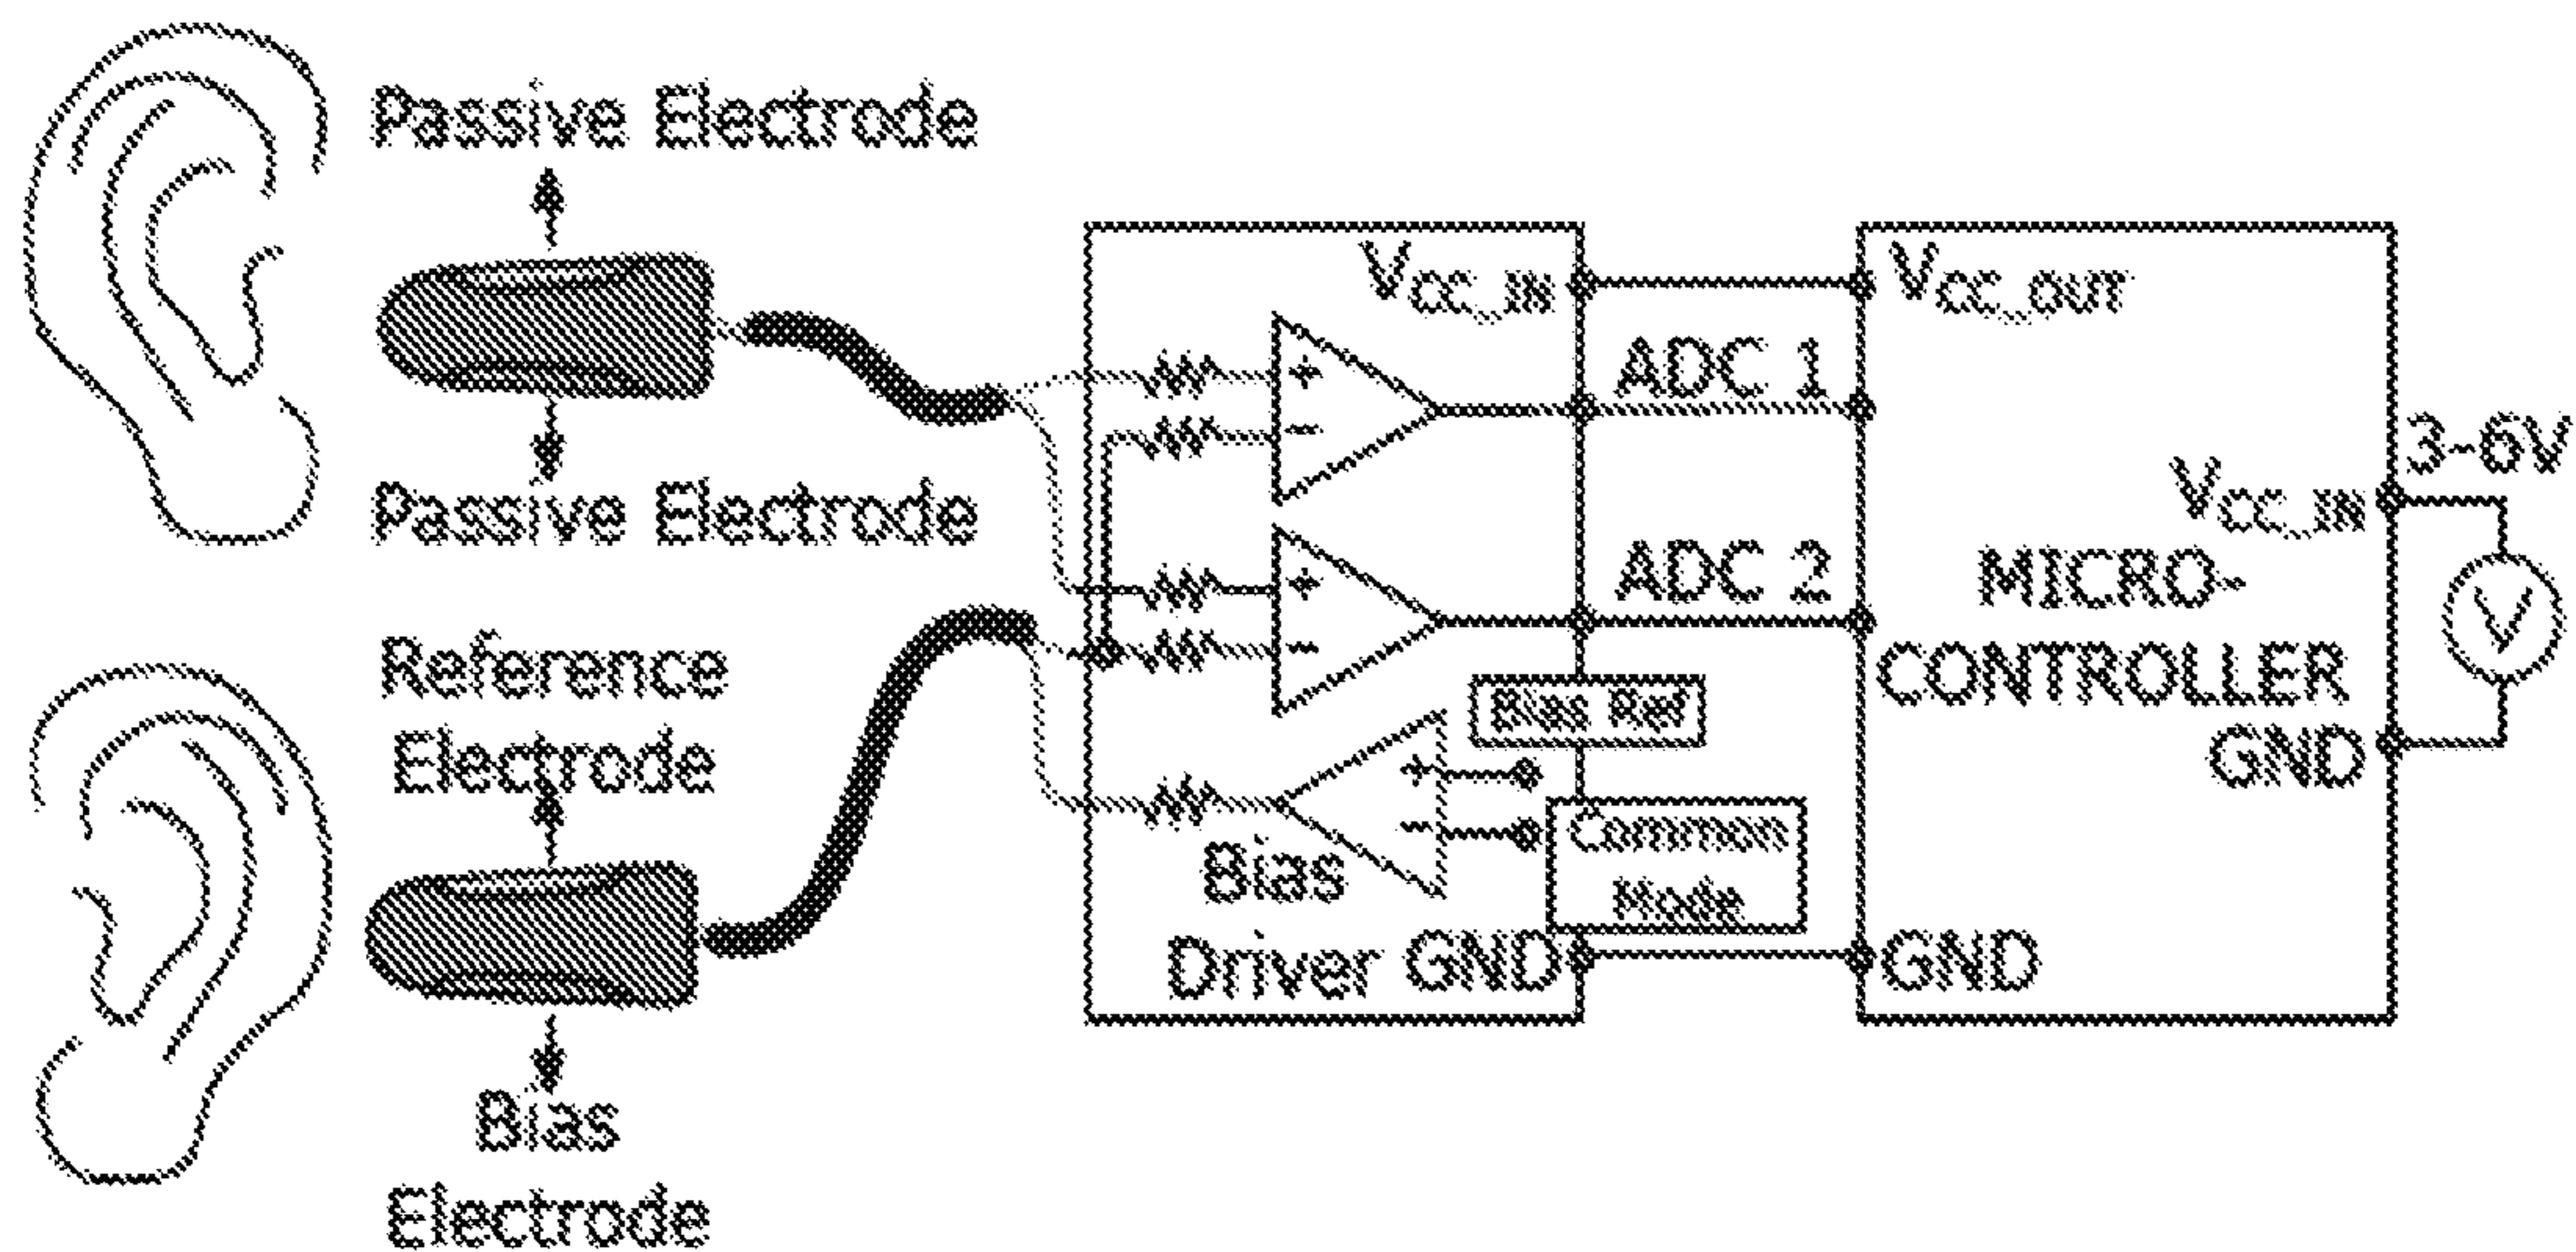 Passive Electrode
Passive Electrode
Reference
Electrode
Bias
Electrode
VCC_IN
+
−
+
−
Bias Ref
+
−
Common
Mode
Bias
Driver
GND
ADC 1
ADC 2
VCC_OUT
3-6V
VCC_IN
MICRO-
CONTROLLER
GND
GND
V